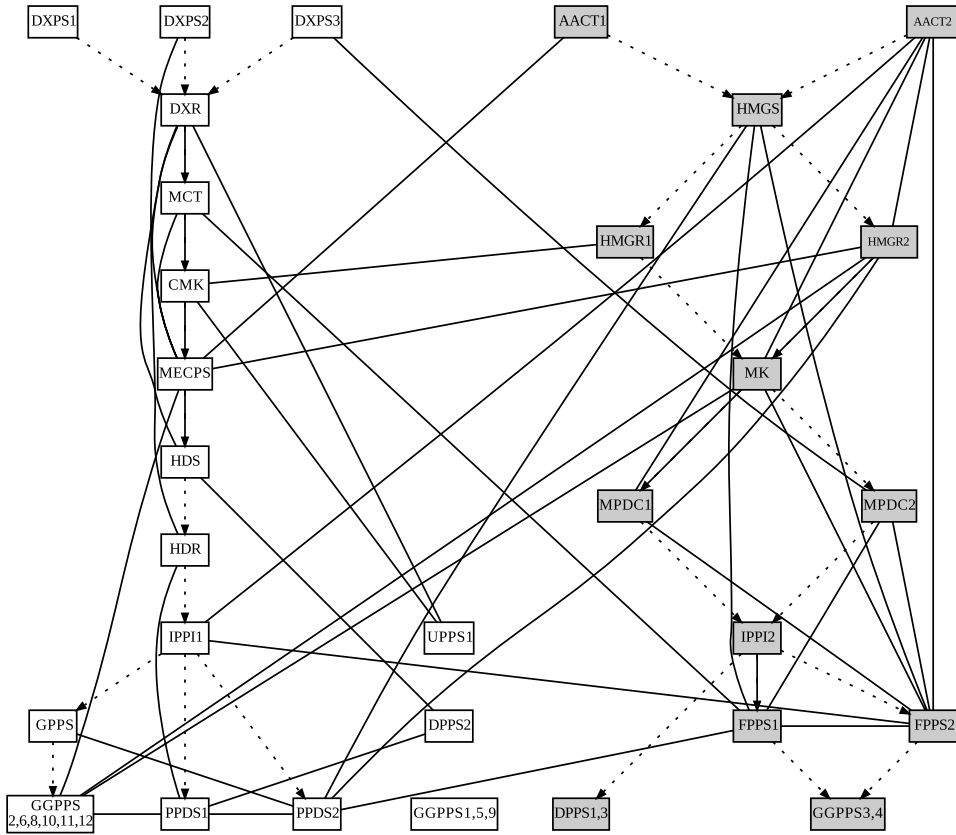 DXPS1
DXPS2
DXPS3
AACT1
AACT2
DXR
HMGS
MCT
HMGR1
HMGR2
CMK
MECPS
MK
HDS
MPDC1
MPDC2
HDR
IPPI1
UPPS1
IPPI2
GPPS
DPPS2
FPPS1
FPPS2
GGPPS
2,6,8,10,11,12
PPDS1
PPDS2
GGPPS1,5,9
DPPS1,3
GGPPS3,4